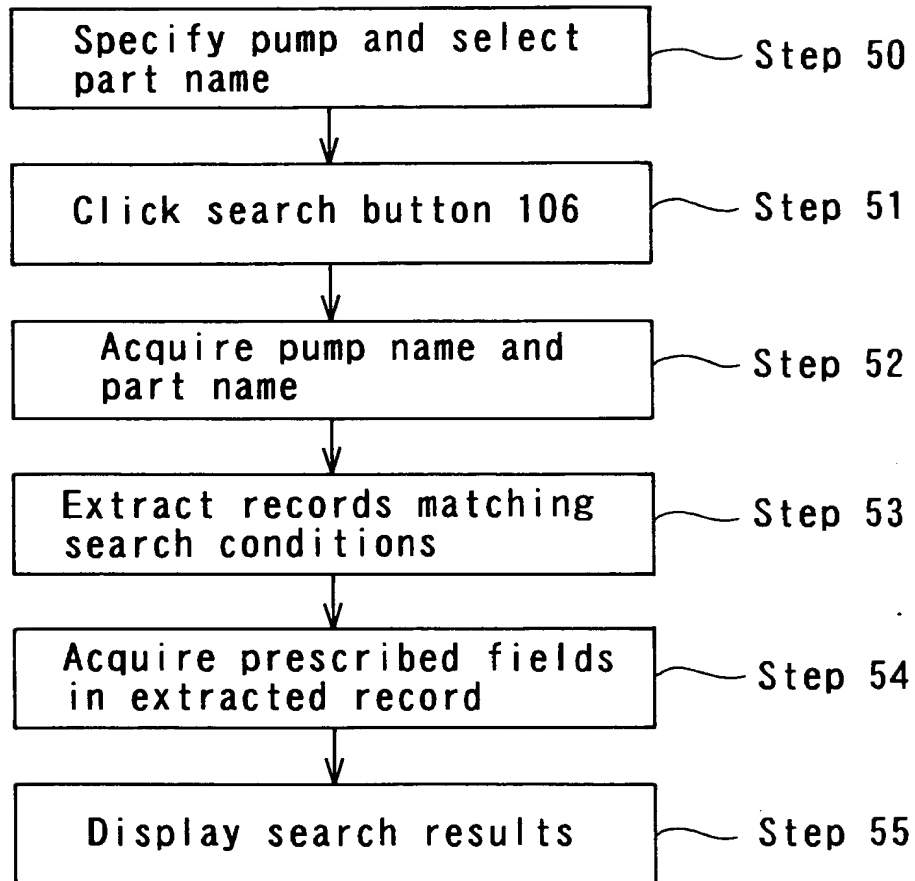 Specify pump and select
part name
Step 50
Click search button 106
Step 51
Acquire pump name and
part name
Step 52
Extract records matching
search conditions
Step 53
Acquire prescribed fields
in extracted record
Step 54
Display search results
Step 55